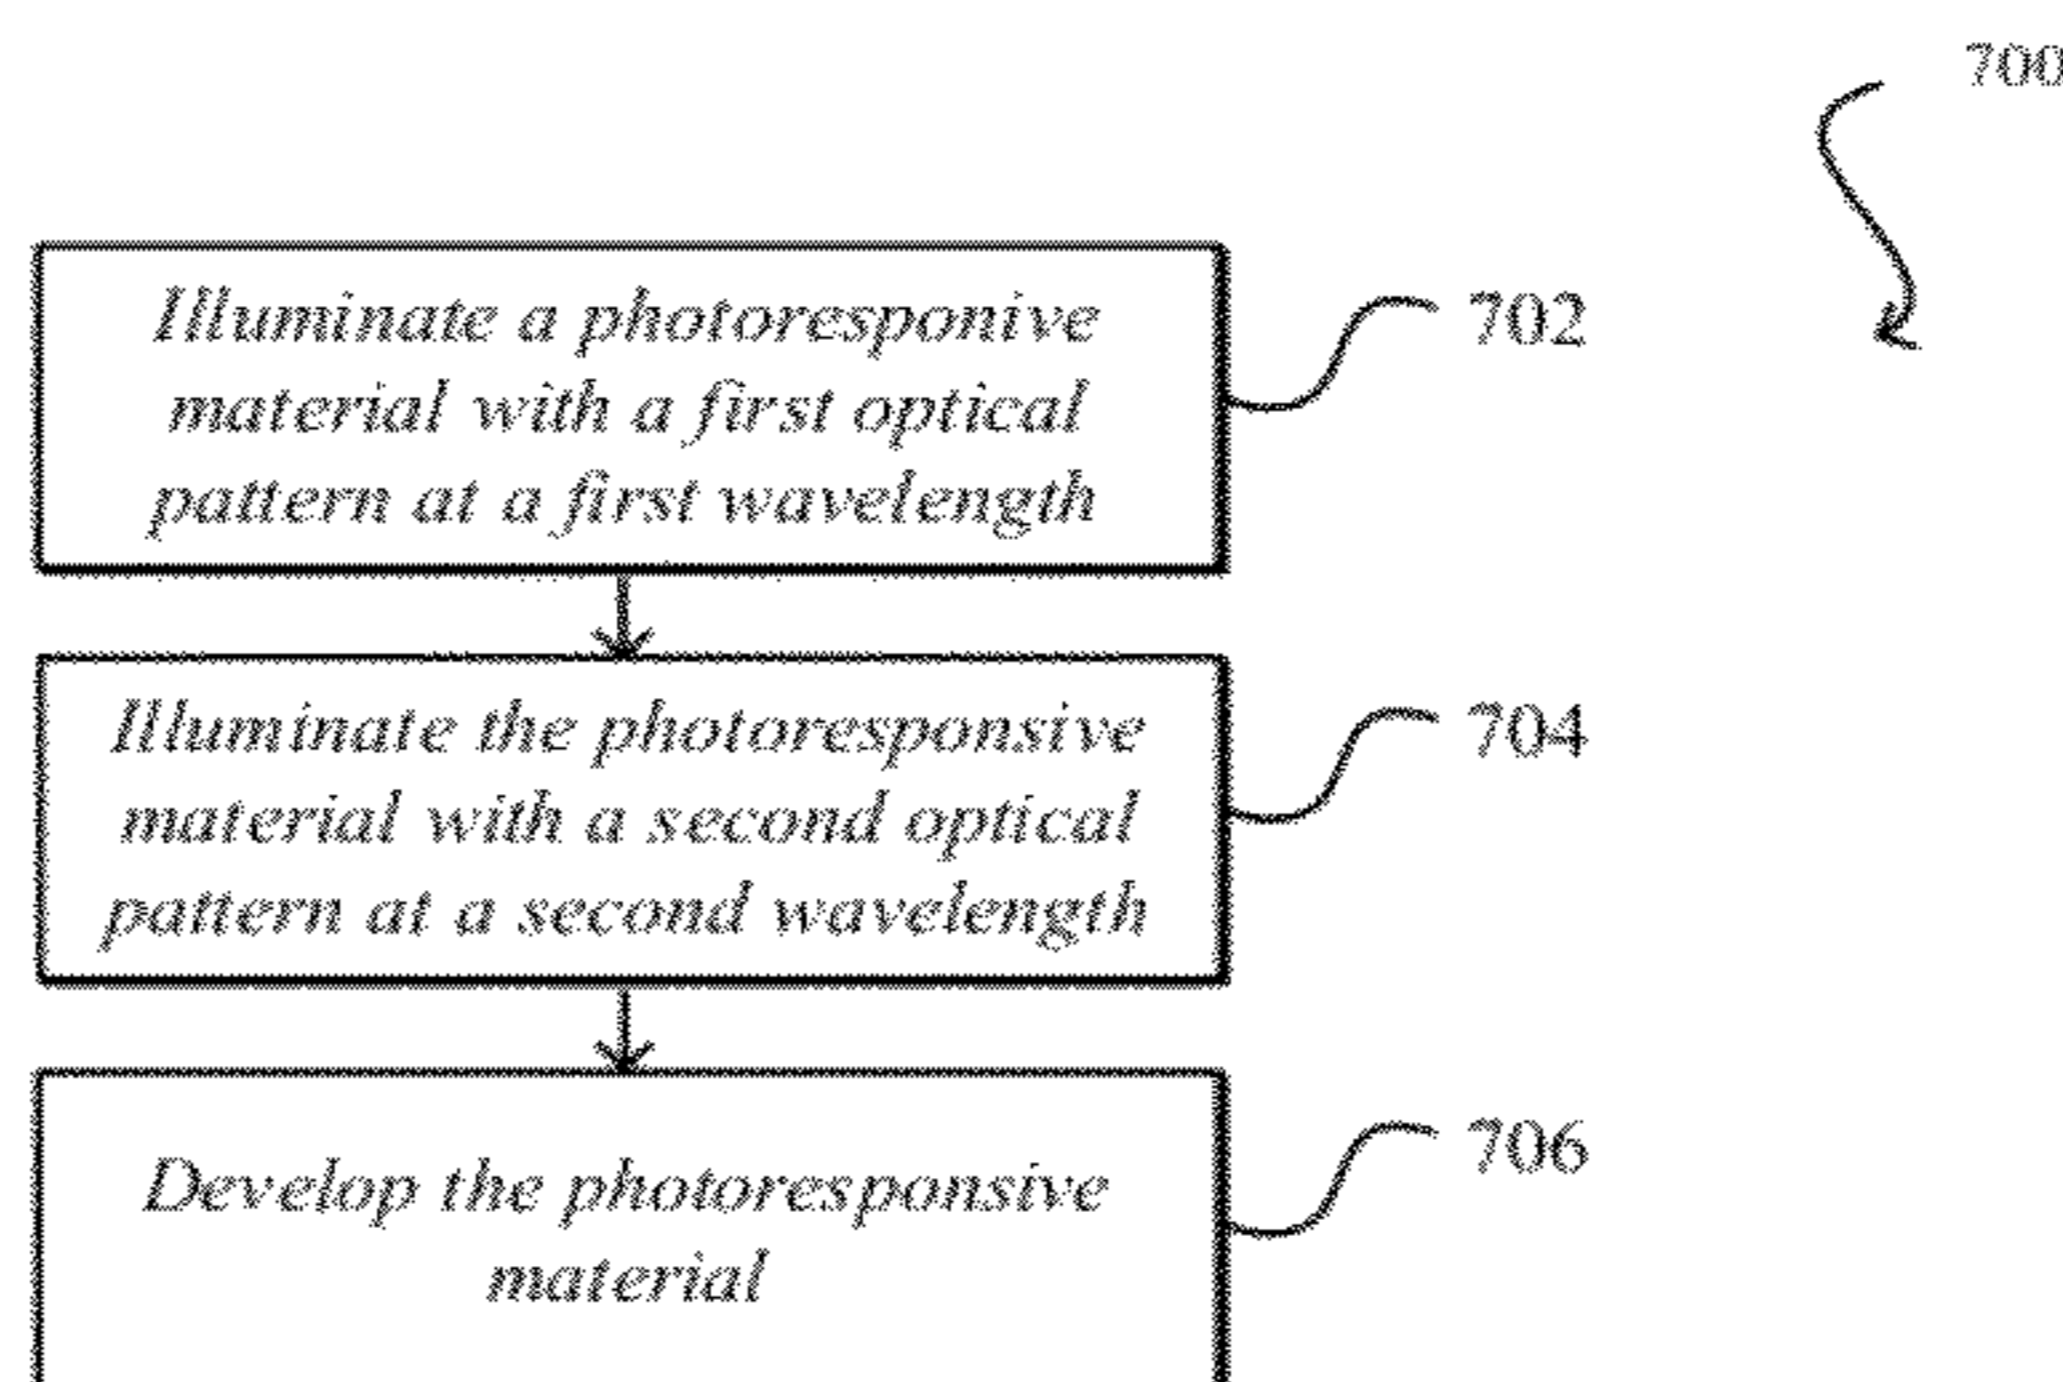 700
Illuminate a photoresponive
material with a first optical
pattern at a first wavelength
702
Illuminate the photoresponsive
material with a second optical
pattern at a second wavelength
704
Develop the photoresponsive
material
706